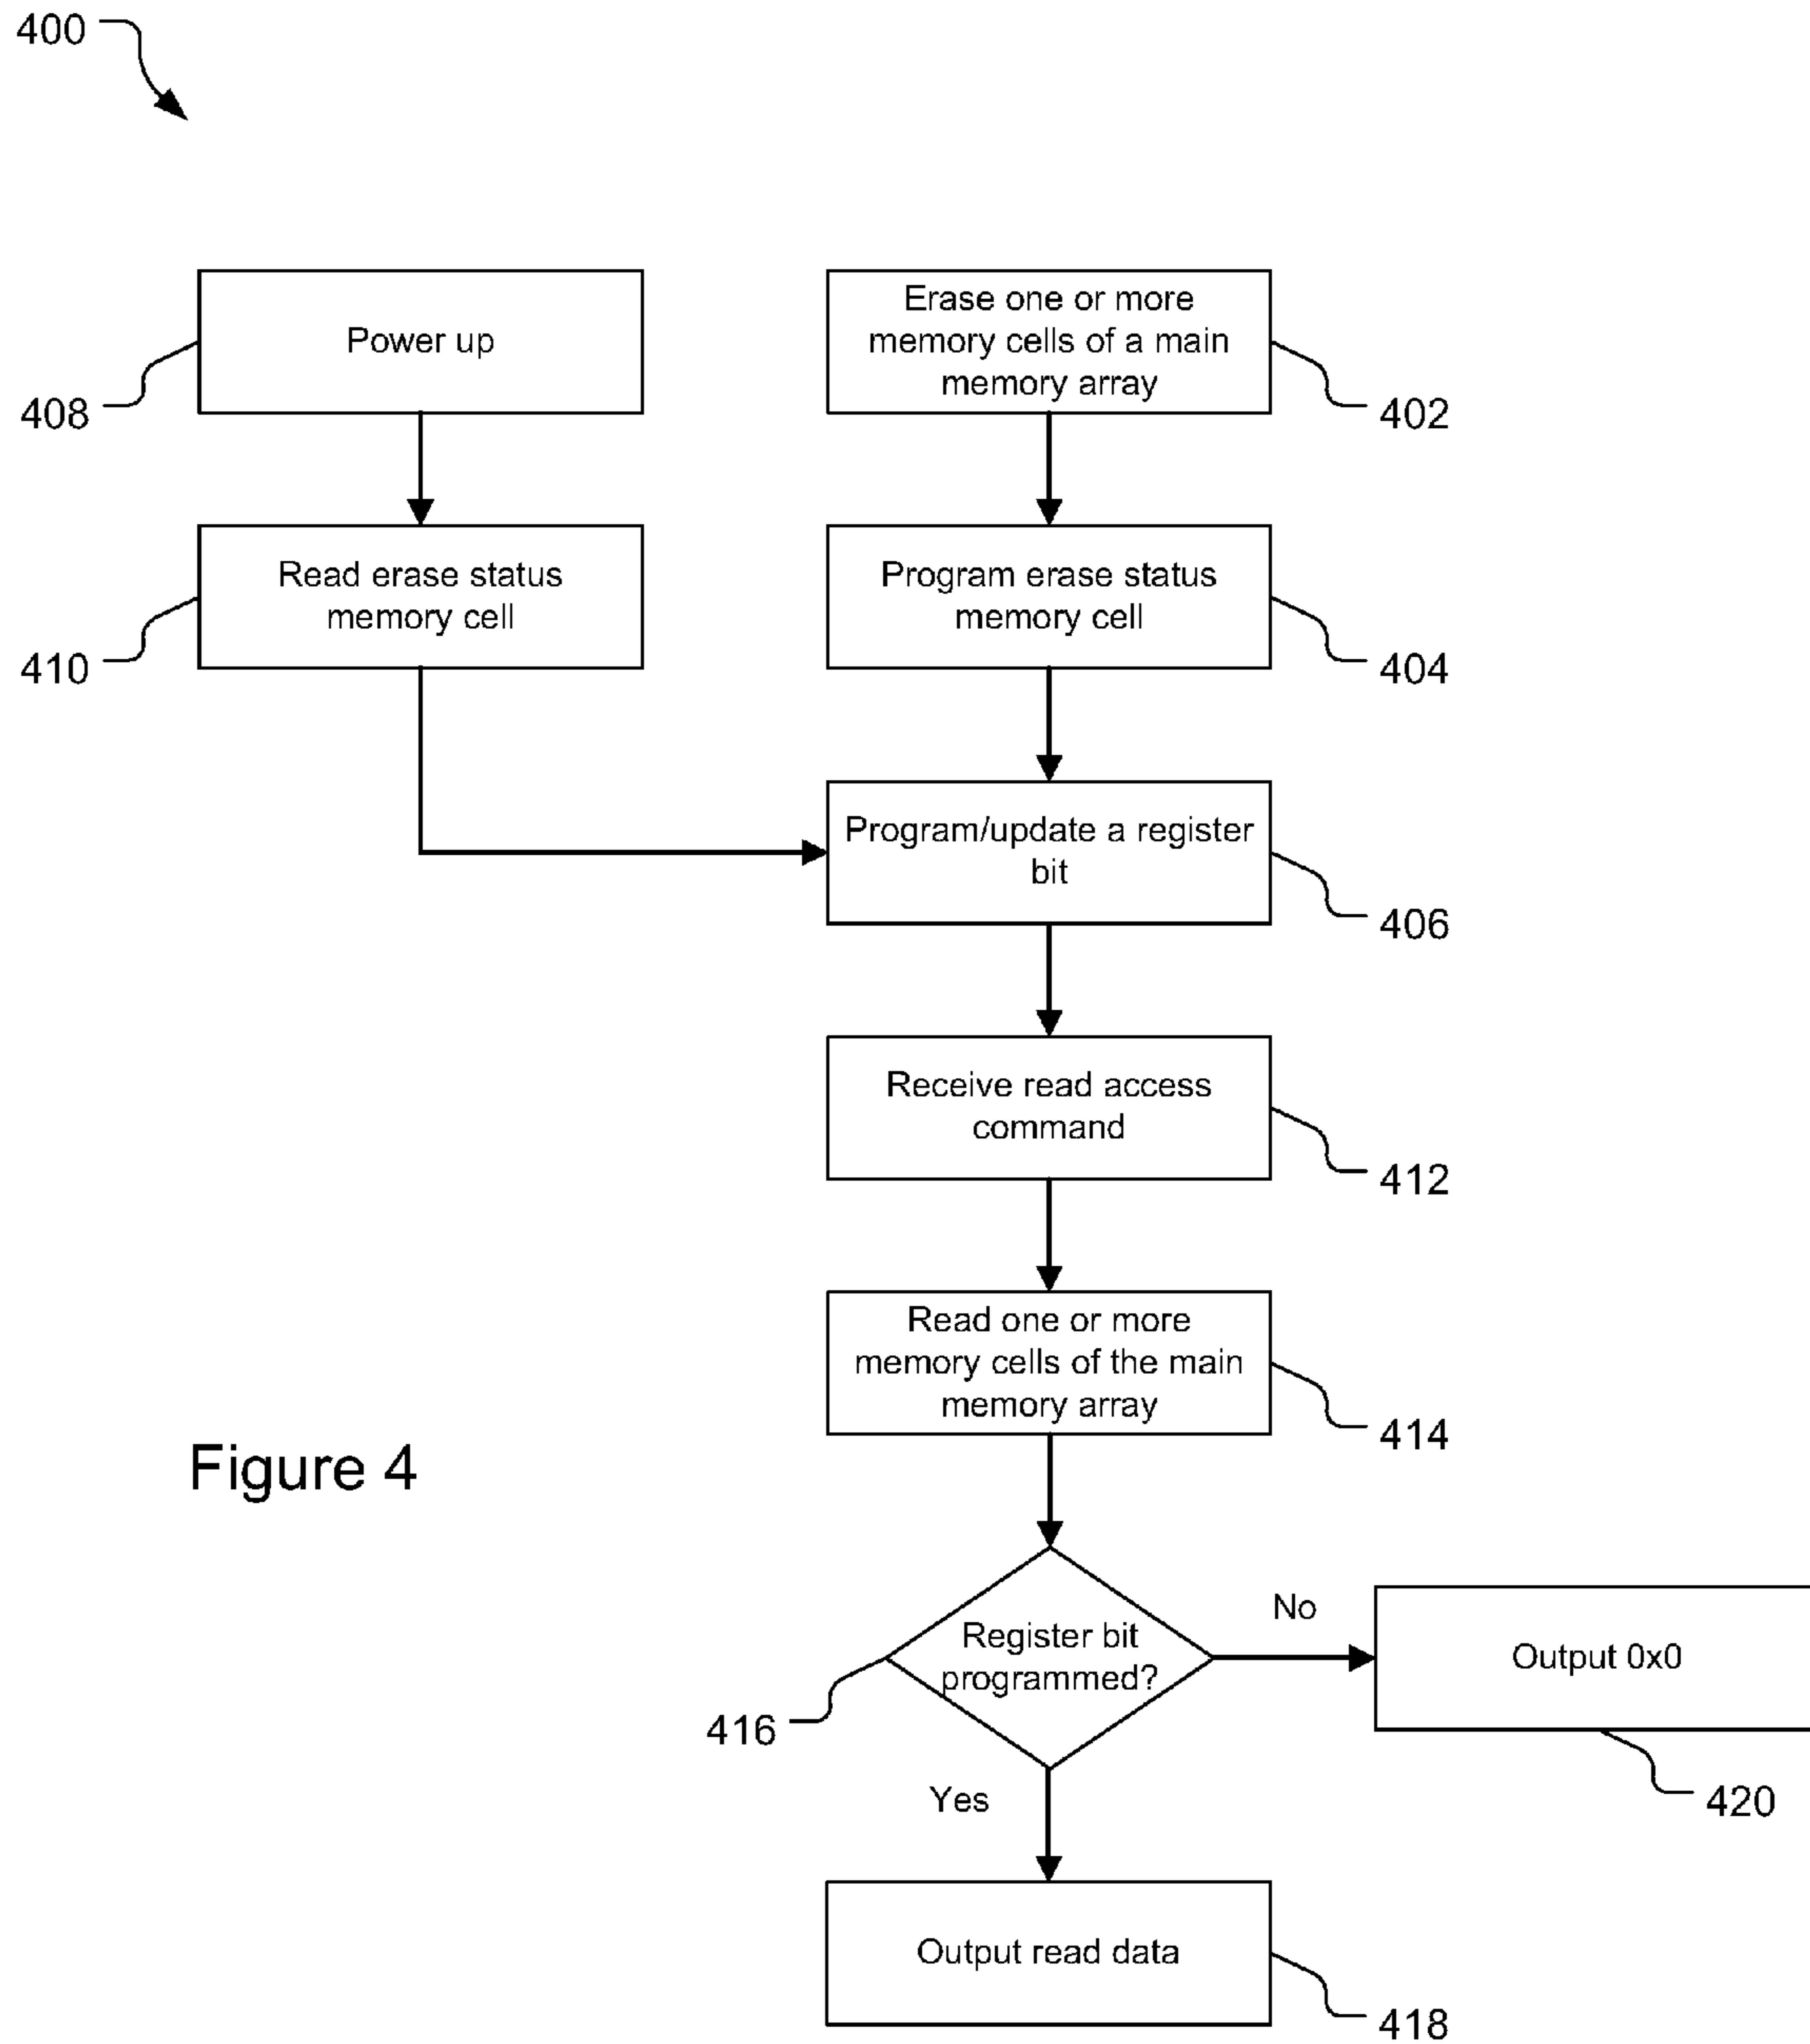 400
Power up
408
Erase one or more
memory cells of a main
memory array
402
Read erase status
memory cell
410
Program erase status
memory cell
404
Program/update a register
bit
406
Receive read access
command
412
Read one or more
memory cells of the main
memory array
414
Figure 4
Register bit
programmed?
416
No
Output 0x0
420
Yes
Output read data
418